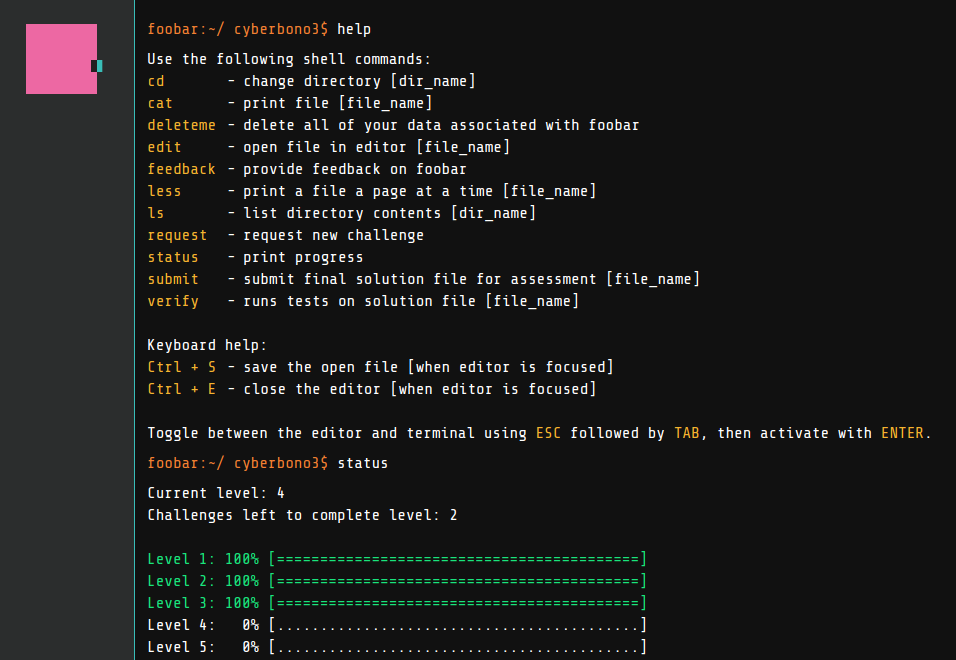 foobar:~/ cyberbono3$ help
Use the following shell commands:
cd - change directory [dir_name]
cat - print file [file_name]
deleteme - delete all of your data associated with foobar
edit - open file in editor [file_name]
feedback - provide feedback on foobar
less - print a file a page at a time [file_name]
ls - list directory contents [dir_name]
request - request new challenge
status - print progress
submit - submit final solution file for assessment [file_name]
verify - runs tests on solution file [file_name]
Keyboard help:
Ctrl + S - save the open file [when editor is focused]
Ctrl + E - close the editor [when editor is focused]
Toggle between the editor and terminal using ESC followed by TAB, then activate with ENTER.
foobar:~/ cyberbono3$ status
Current level: 4
Challenges left to complete level: 2
Level 1: 100% [==========================================]
Level 2: 100% [==========================================]
Level 3: 100% [==========================================]
Level 4: 0% [..........................................]
Level 5: 0% [..........................................]